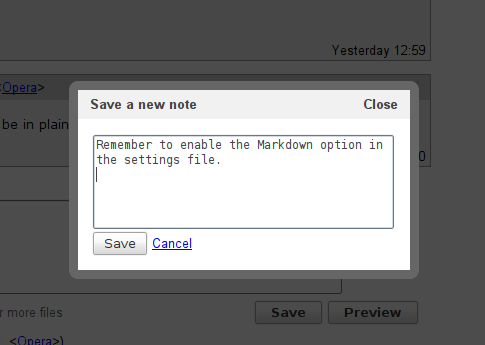 Yesterday 12:59
<Opera>
Save a new note Close
be in plain
Remember to enable the Markdown option in
the settings file.
0
Save Cancel
more files Save Preview
<Opera>)